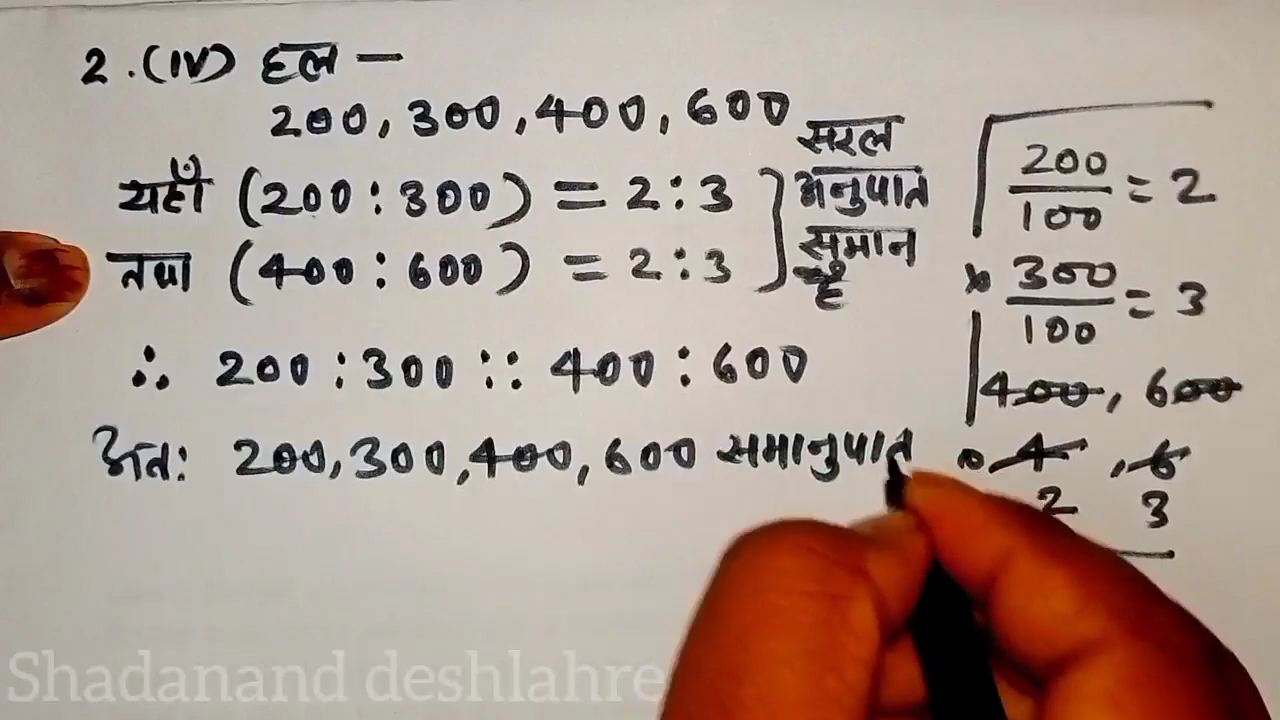 2. (IV) हल —
200, 300, 400, 600
यहाँ (200 : 300) = 2 : 3
तथा (400 : 600) = 2 : 3
सरल
अनुपात
समान
है
∴ 200 : 300 :: 400 : 600
अतः 200, 300, 400, 600 समानुपात
200/100 = 2
300/100 = 3
400, 600
4, 6
2 3
Shadanand deshlahre